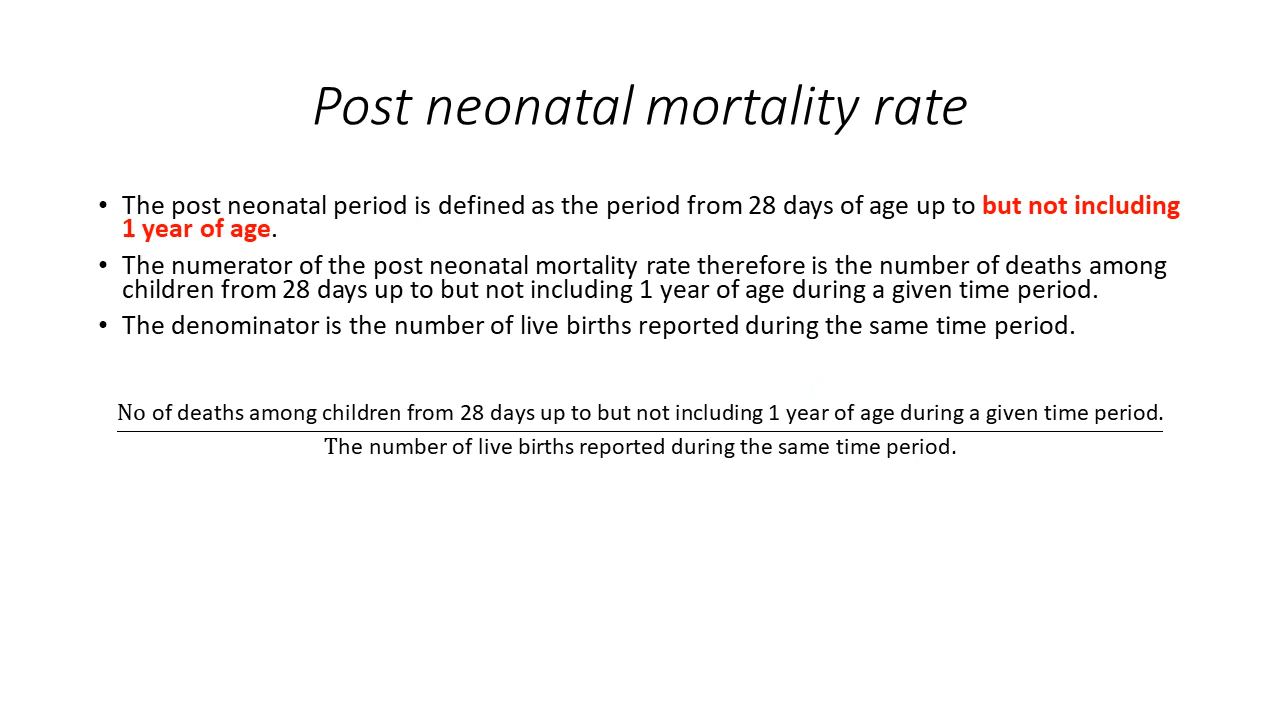 Post neonatal mortality rate
• The post neonatal period is defined as the period from 28 days of age up to but not including
1 year of age.
• The numerator of the post neonatal mortality rate therefore is the number of deaths among
children from 28 days up to but not including 1 year of age during a given time period.
• The denominator is the number of live births reported during the same time period.
No of deaths among children from 28 days up to but not including 1 year of age during a given time period.
The number of live births reported during the same time period.